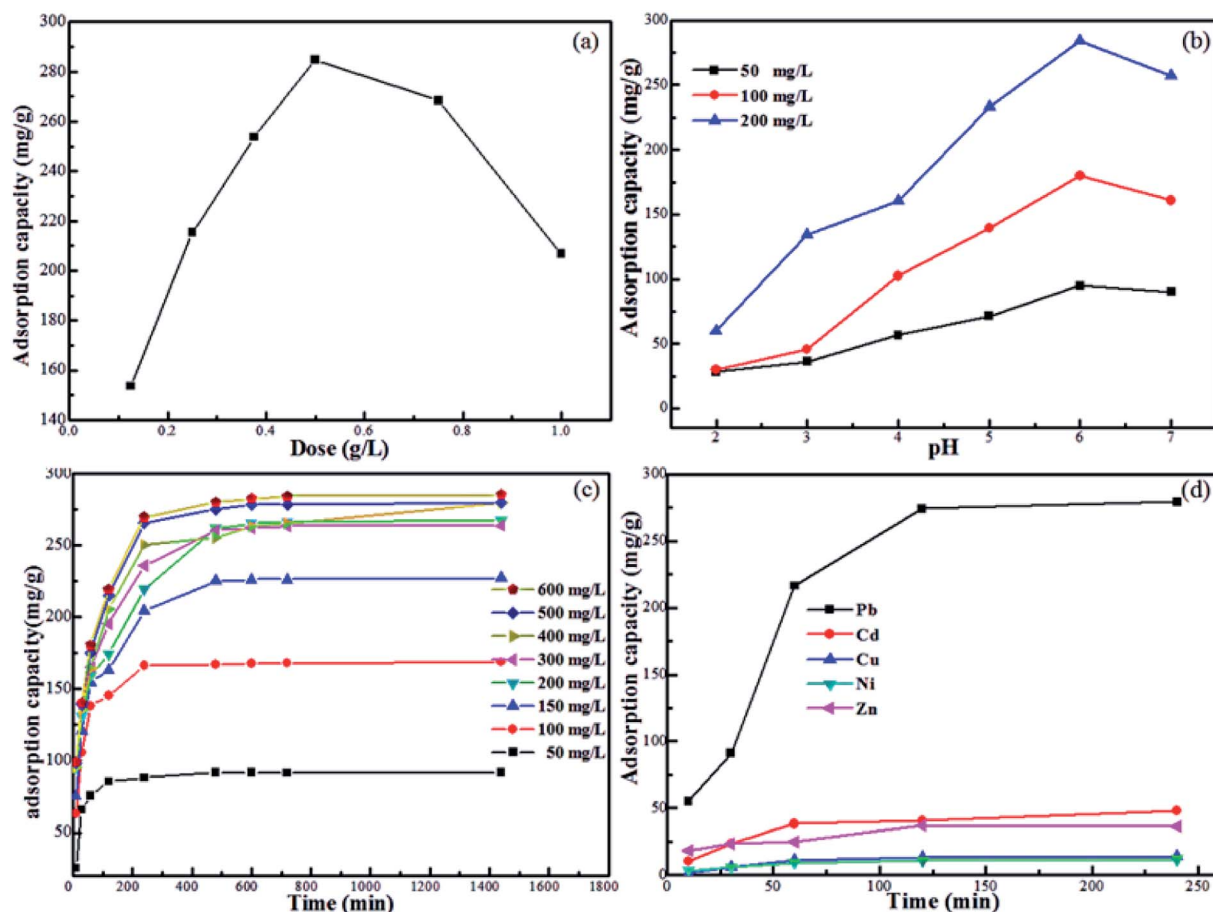 (a)
300
280
260
240
220
200
180
160
140
0.0 0.2 0.4 0.6 0.8 1.0
Adsorption capacity (mg/g)
Dose (g/L)
(b)
300
250
200
150
100
50
0
2 3 4 5 6 7
Adsorption capacity (mg/g)
pH
50 mg/L
100 mg/L
200 mg/L
(c)
300
250
200
150
100
50
0 200 400 600 800 1000 1200 1400 1600 1800
adsorption capacity(mg/g)
Time (min)
600 mg/L
500 mg/L
400 mg/L
300 mg/L
200 mg/L
150 mg/L
100 mg/L
50 mg/L
(d)
300
250
200
150
100
50
0
0 50 100 150 200 250
Adsorption capacity (mg/g)
Time (min)
Pb
Cd
Cu
Ni
Zn